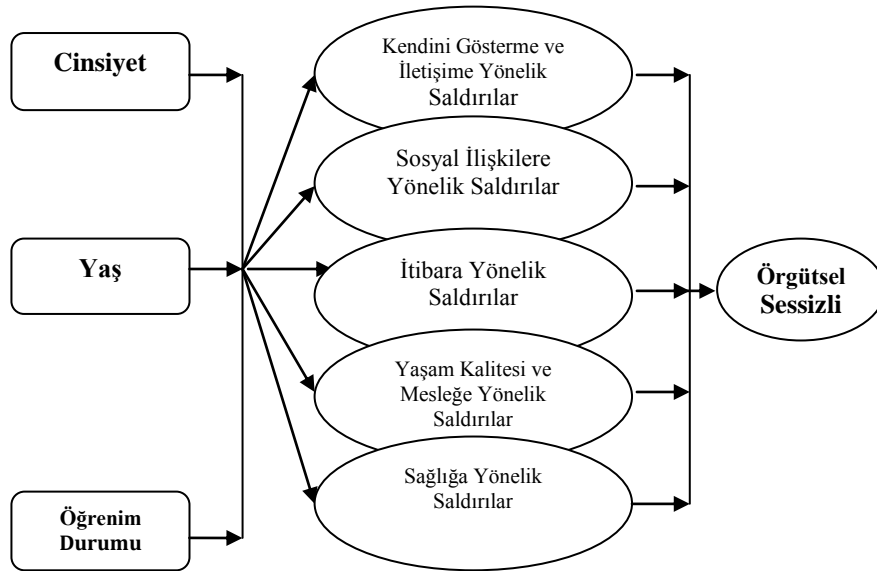 Cinsiyet
Yaş
Öğrenim
Durumu
Kendini Gösterme ve
İletişime Yönelik
Saldırılar
Sosyal İlişkilere
Yönelik Saldırılar
İtibara Yönelik
Saldırılar
Yaşam Kalitesi ve
Mesleğe Yönelik
Saldırılar
Sağlığa Yönelik
Saldırılar
Örgütsel
Sessizli